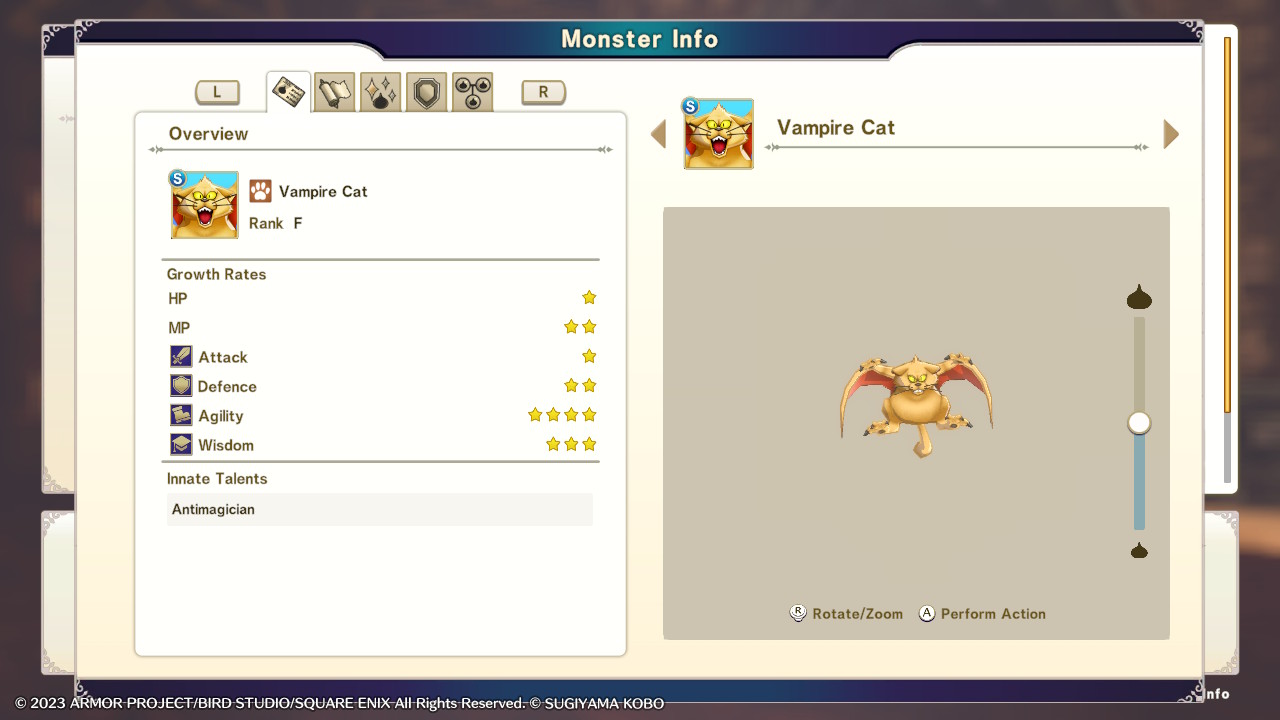 Monster Info
L
R
Overview
S
Vampire Cat
Rank F
Growth Rates
HP
MP
Attack
Defence
Agility
Wisdom
Innate Talents
Antimagician
S
Vampire Cat
R Rotate/Zoom A Perform Action
Info
© 2023 ARMOR PROJECT/BIRD STUDIO/SQUARE ENIX All Rights Reserved. © SUGIYAMA KOBO